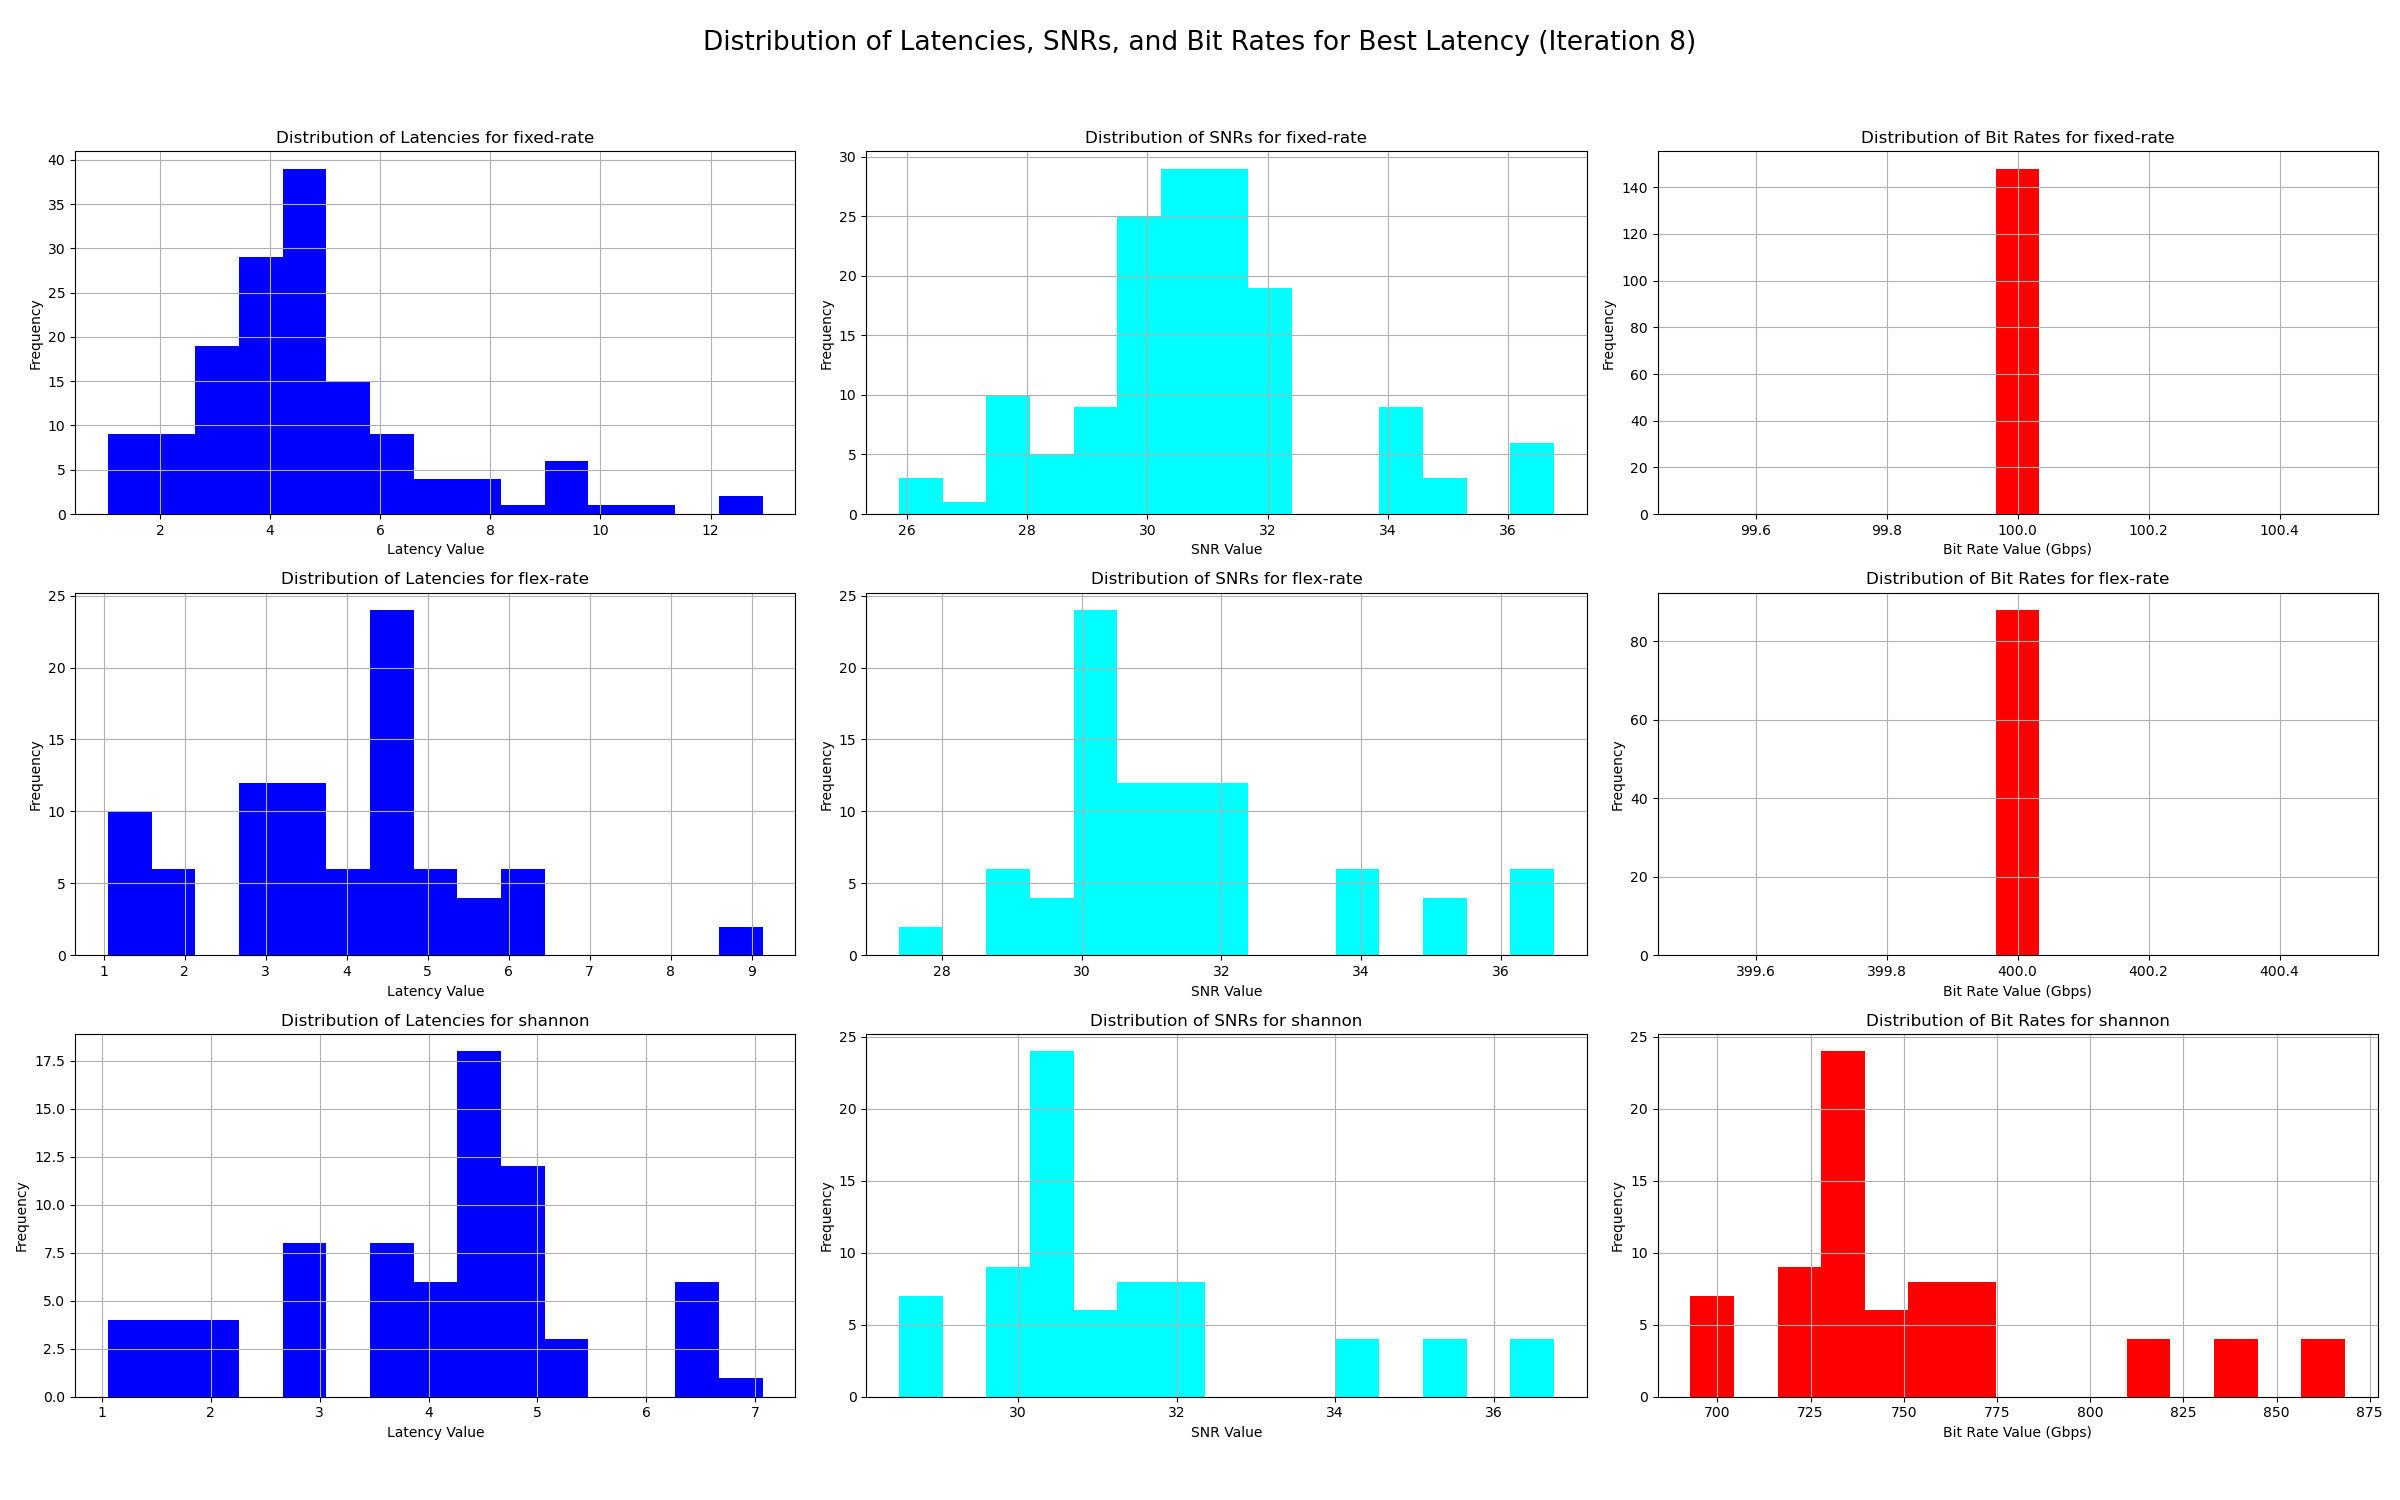 Distribution of Latencies, SNRs, and Bit Rates for Best Latency (Iteration 8)
Distribution of Latencies for fixed-rate
Frequency
40
35
30
25
20
15
10
5
0
2 4 6 8 10 12
Latency Value
Distribution of SNRs for fixed-rate
Frequency
30
25
20
15
10
5
0
26 28 30 32 34 36
SNR Value
Distribution of Bit Rates for fixed-rate
Frequency
140
120
100
80
60
40
20
0
99.6 99.8 100.0 100.2 100.4
Bit Rate Value (Gbps)
Distribution of Latencies for flex-rate
Frequency
25
20
15
10
5
0
1 2 3 4 5 6 7 8 9
Latency Value
Distribution of SNRs for flex-rate
Frequency
25
20
15
10
5
0
28 30 32 34 36
SNR Value
Distribution of Bit Rates for flex-rate
Frequency
80
60
40
20
0
399.6 399.8 400.0 400.2 400.4
Bit Rate Value (Gbps)
Distribution of Latencies for shannon
Frequency
17.5
15.0
12.5
10.0
7.5
5.0
2.5
0.0
1 2 3 4 5 6 7
Latency Value
Distribution of SNRs for shannon
Frequency
25
20
15
10
5
0
30 32 34 36
SNR Value
Distribution of Bit Rates for shannon
Frequency
25
20
15
10
5
0
700 725 750 775 800 825 850 875
Bit Rate Value (Gbps)